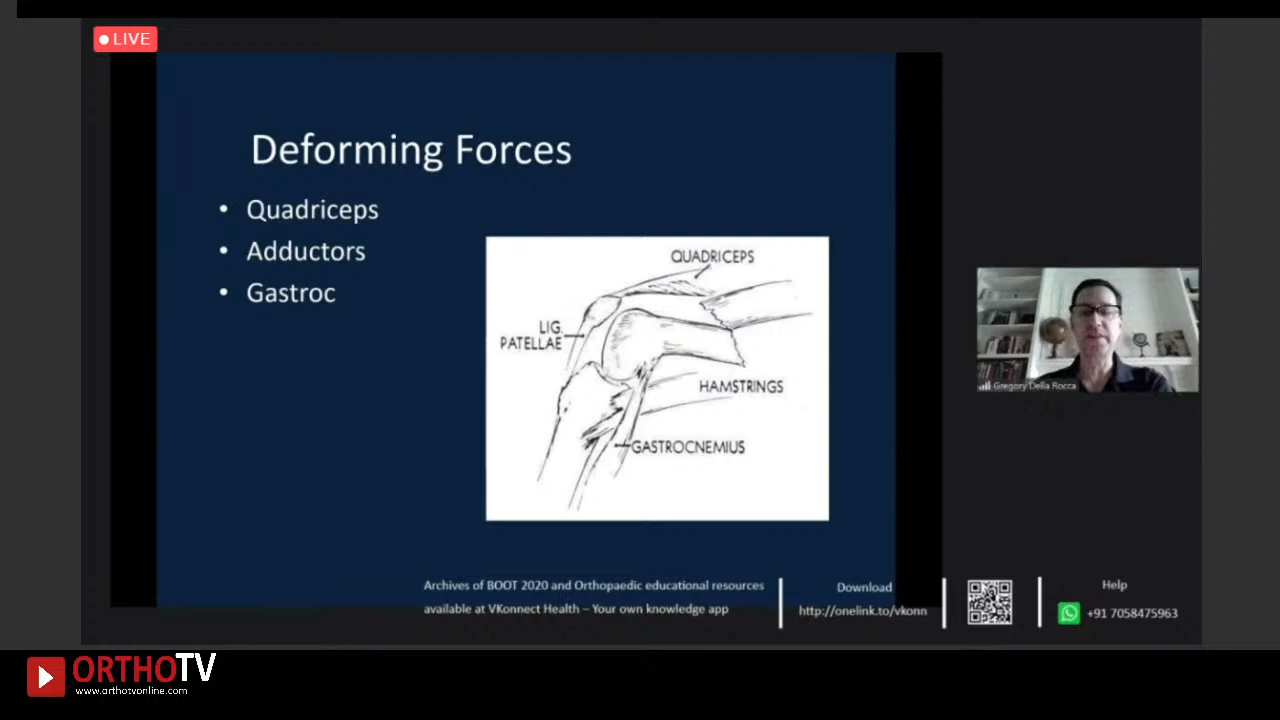 LIVE
Deforming Forces
• Quadriceps
• Adductors
• Gastroc
QUADRICEPS
LIG.
PATELLAE
HAMSTRINGS
GASTROCNEMIUS
Gregory Della Rocca
Archives of BOOT 2020 and Orthopaedic educational resources
available at VKonnect Health – Your own knowledge app
Download
http://onelink.to/vkonn
Help
+91 7058475963
ORTHOTV
www.orthotvonline.com